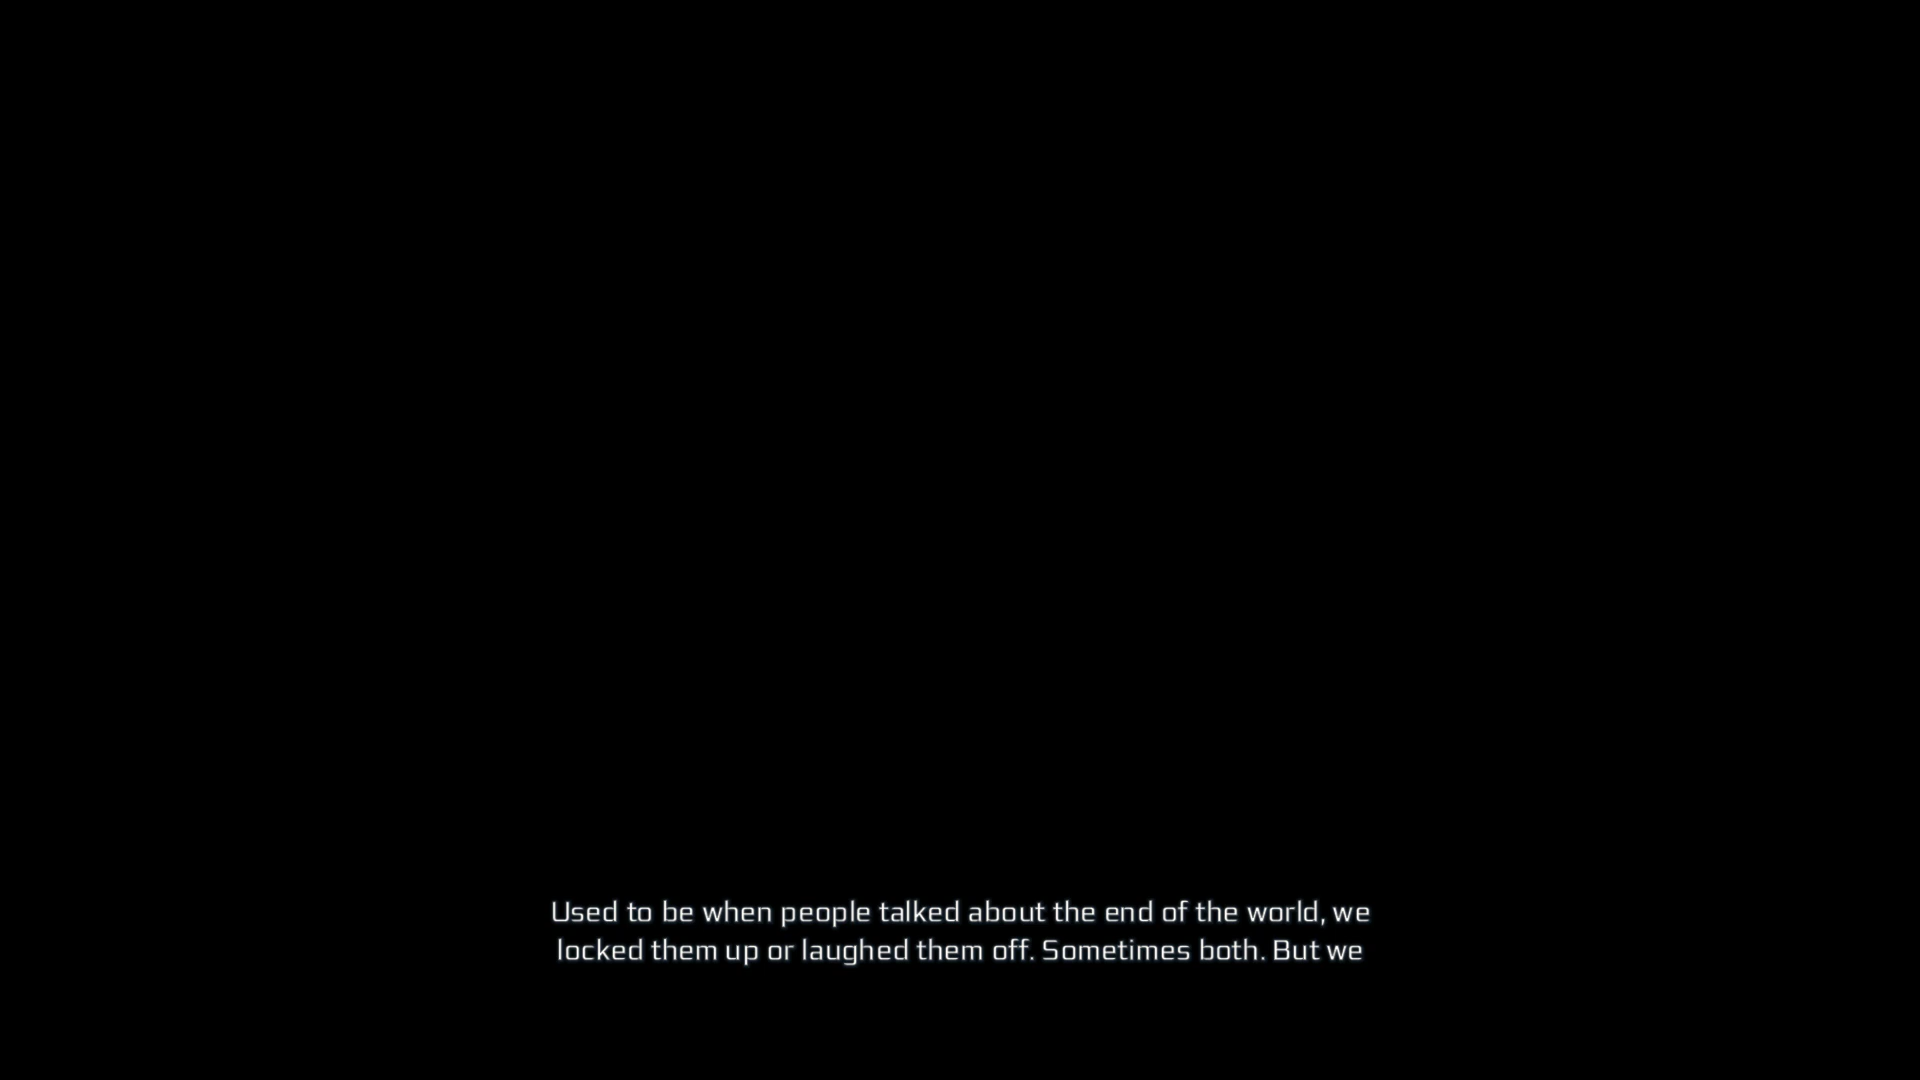 Used to be when people talked about the end of the world, we
locked them up or laughed them off. Sometimes both. But we